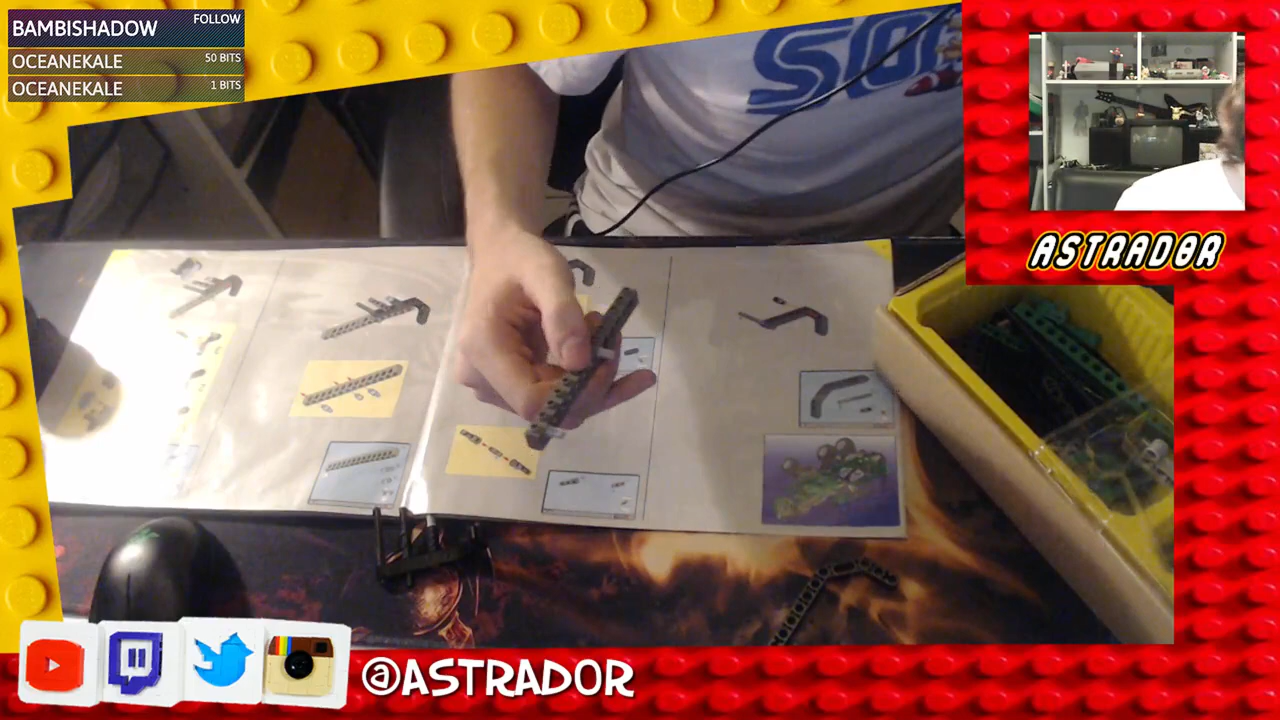 BAMBISHADOW FOLLOW
OCEANEKALE 50 BITS
OCEANEKALE 1 BITS
ASTRADOR
@ASTRADOR